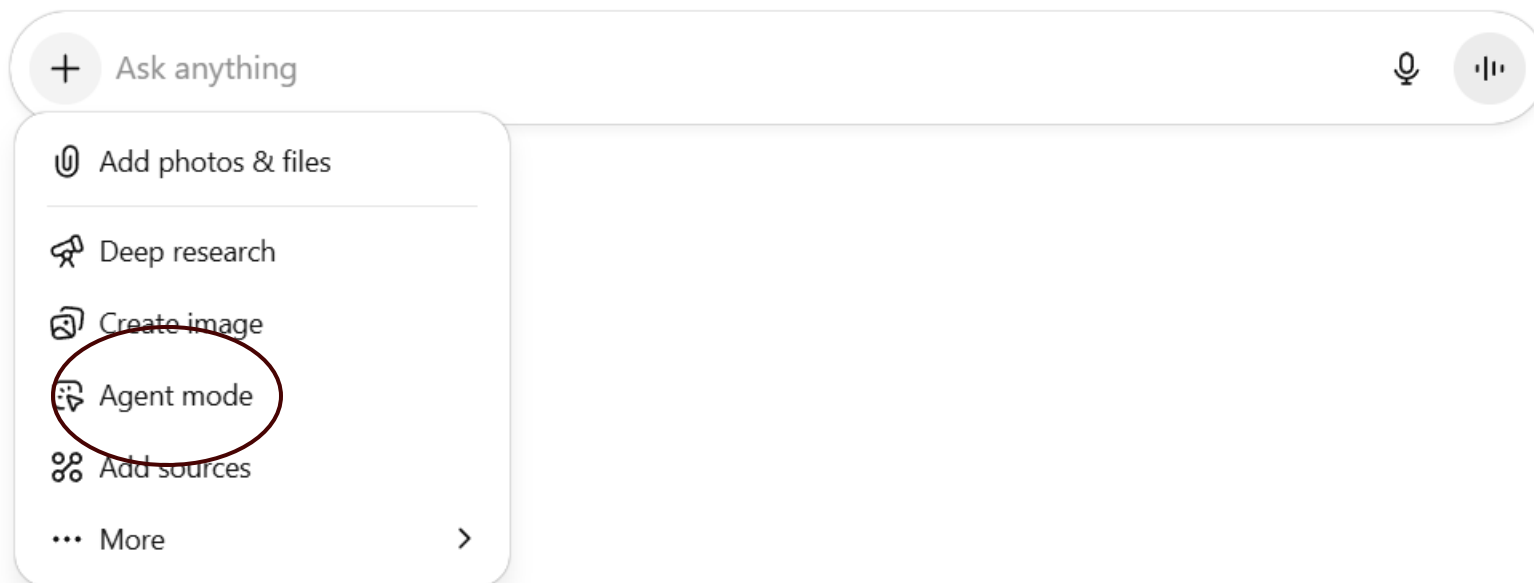 Ask anything
Add photos & files
Deep research
Create image
Agent mode
Add sources
More